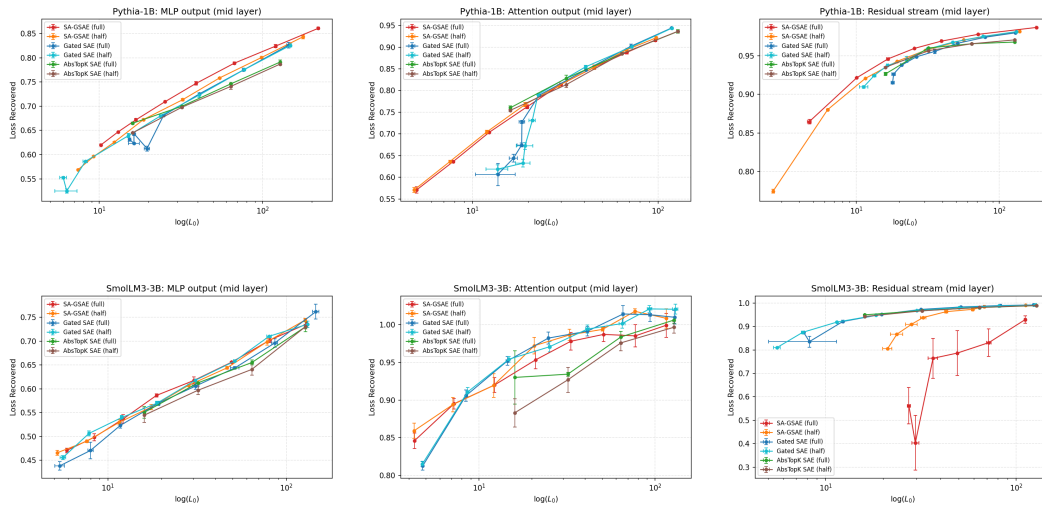 Pythia-1B: MLP output (mid layer)
Loss Recovered
0.85
0.80
0.75
0.70
0.65
0.60
0.55
SA-GSAE (full)
SA-GSAE (half)
Gated SAE (full)
Gated SAE (half)
AbsTopK SAE (full)
AbsTopK SAE (half)
10¹
10²
log(L₀)
Pythia-1B: Attention output (mid layer)
Loss Recovered
0.95
0.90
0.85
0.80
0.75
0.70
0.65
0.60
0.55
SA-GSAE (full)
SA-GSAE (half)
Gated SAE (full)
Gated SAE (half)
AbsTopK SAE (full)
AbsTopK SAE (half)
10¹
10²
log(L₀)
Pythia-1B: Residual stream (mid layer)
Loss Recovered
0.95
0.90
0.85
0.80
SA-GSAE (full)
SA-GSAE (half)
Gated SAE (full)
Gated SAE (half)
AbsTopK SAE (full)
AbsTopK SAE (half)
10¹
10²
log(L₀)
SmolLM3-3B: MLP output (mid layer)
Loss Recovered
0.75
0.70
0.65
0.60
0.55
0.50
0.45
SA-GSAE (full)
SA-GSAE (half)
Gated SAE (full)
Gated SAE (half)
AbsTopK SAE (full)
AbsTopK SAE (half)
10¹
10²
log(L₀)
SmolLM3-3B: Attention output (mid layer)
Loss Recovered
1.00
0.95
0.90
0.85
0.80
SA-GSAE (full)
SA-GSAE (half)
Gated SAE (full)
Gated SAE (half)
AbsTopK SAE (full)
AbsTopK SAE (half)
10¹
10²
log(L₀)
SmolLM3-3B: Residual stream (mid layer)
Loss Recovered
1.0
0.9
0.8
0.7
0.6
0.5
0.4
0.3
SA-GSAE (full)
SA-GSAE (half)
Gated SAE (full)
Gated SAE (half)
AbsTopK SAE (full)
AbsTopK SAE (half)
10¹
10²
log(L₀)